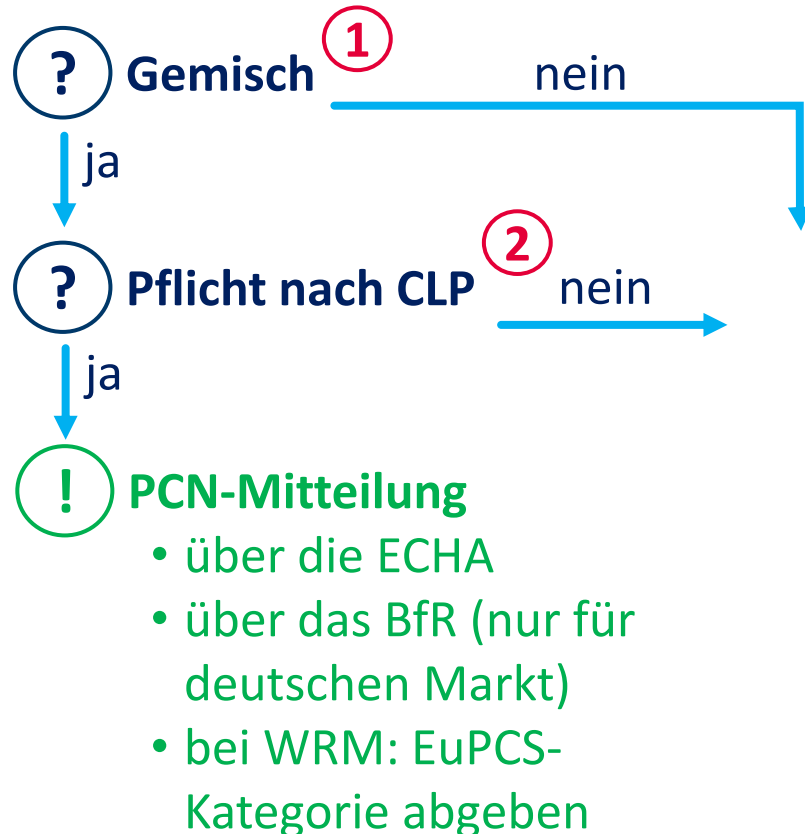 ? Gemisch 1 nein
ja
? Pflicht nach CLP 2 nein
ja
! PCN-Mitteilung
• über die ECHA
• über das BfR (nur für
deutschen Markt)
• bei WRM: EuPCS-
Kategorie abgeben